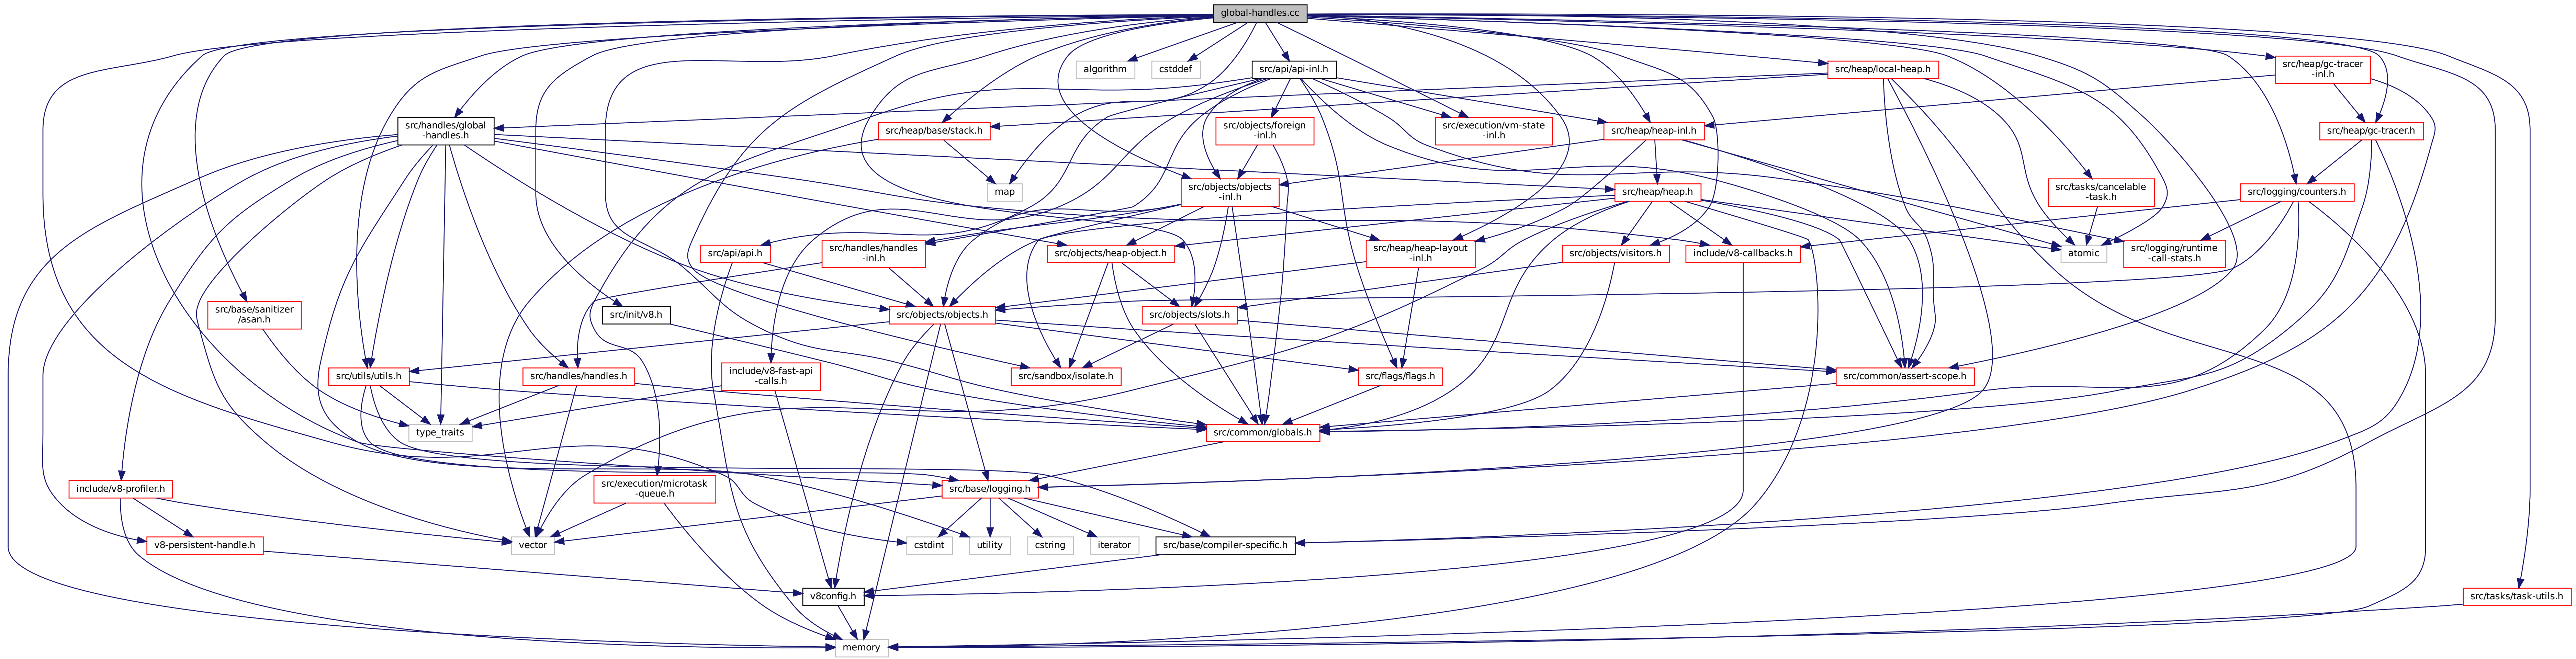 global-handles.cc
algorithm
cstddef
src/api/api-inl.h
src/heap/local-heap.h
src/heap/gc-tracer
-inl.h
src/handles/global
-handles.h
src/heap/base/stack.h
src/objects/foreign
-inl.h
src/execution/vm-state
-inl.h
src/heap/heap-inl.h
src/heap/gc-tracer.h
map
src/objects/objects
-inl.h
src/heap/heap.h
src/tasks/cancelable
-task.h
src/logging/counters.h
src/api/api.h
src/handles/handles
-inl.h
src/objects/heap-object.h
src/heap/heap-layout
-inl.h
src/objects/visitors.h
include/v8-callbacks.h
atomic
src/logging/runtime
-call-stats.h
src/base/sanitizer
/asan.h
src/init/v8.h
src/objects/objects.h
src/objects/slots.h
src/utils/utils.h
src/handles/handles.h
include/v8-fast-api
-calls.h
src/sandbox/isolate.h
src/flags/flags.h
src/common/assert-scope.h
type_traits
src/common/globals.h
include/v8-profiler.h
src/execution/microtask
-queue.h
src/base/logging.h
v8-persistent-handle.h
vector
cstdint
utility
cstring
iterator
src/base/compiler-specific.h
v8config.h
src/tasks/task-utils.h
memory